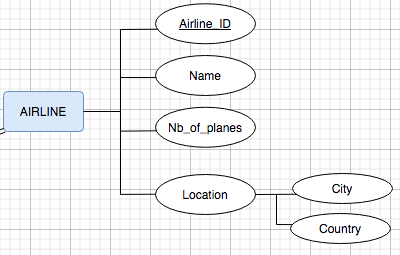 Airline_ID
Name
AIRLINE
Nb_of_planes
Location
City
Country